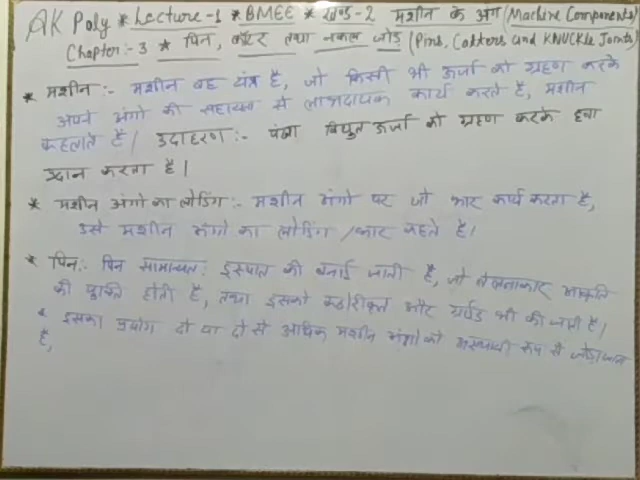 AK Poly * Lecture-1 * BMEE * खण्ड-2 मशीन के अंग (Machine Components)
Chapter:-3 * पिन, कॉटर तथा नकल जोड़ (Pins, Cotters and KNUCKLE Joints)
* मशीन :- मशीन वह यंत्र है, जो किसी भी ऊर्जा को ग्रहण करके
अपने अंगो की सहायता से लाभदायक कार्य करते है, मशीन
कहलाते है। उदाहरण :- पंखा विद्युत ऊर्जा को ग्रहण करके हवा
प्रदान करता है।
* मशीन अंगो का लोडिंग :- मशीन अंगो पर जो भार कार्य करता है,
उसे मशीन अंगो का लोडिंग / भार कहते है।
* पिन:- पिन सामान्यत: इस्पात की बनाई जाती है, जो बेलनाकार आकृति
की होती है, तथा इसको और भी की जाती है।
* इसका प्रयोग दो या दो से अधिक मशीन अंगो को अस्थायी रूप से जोड़ा जाता
है,